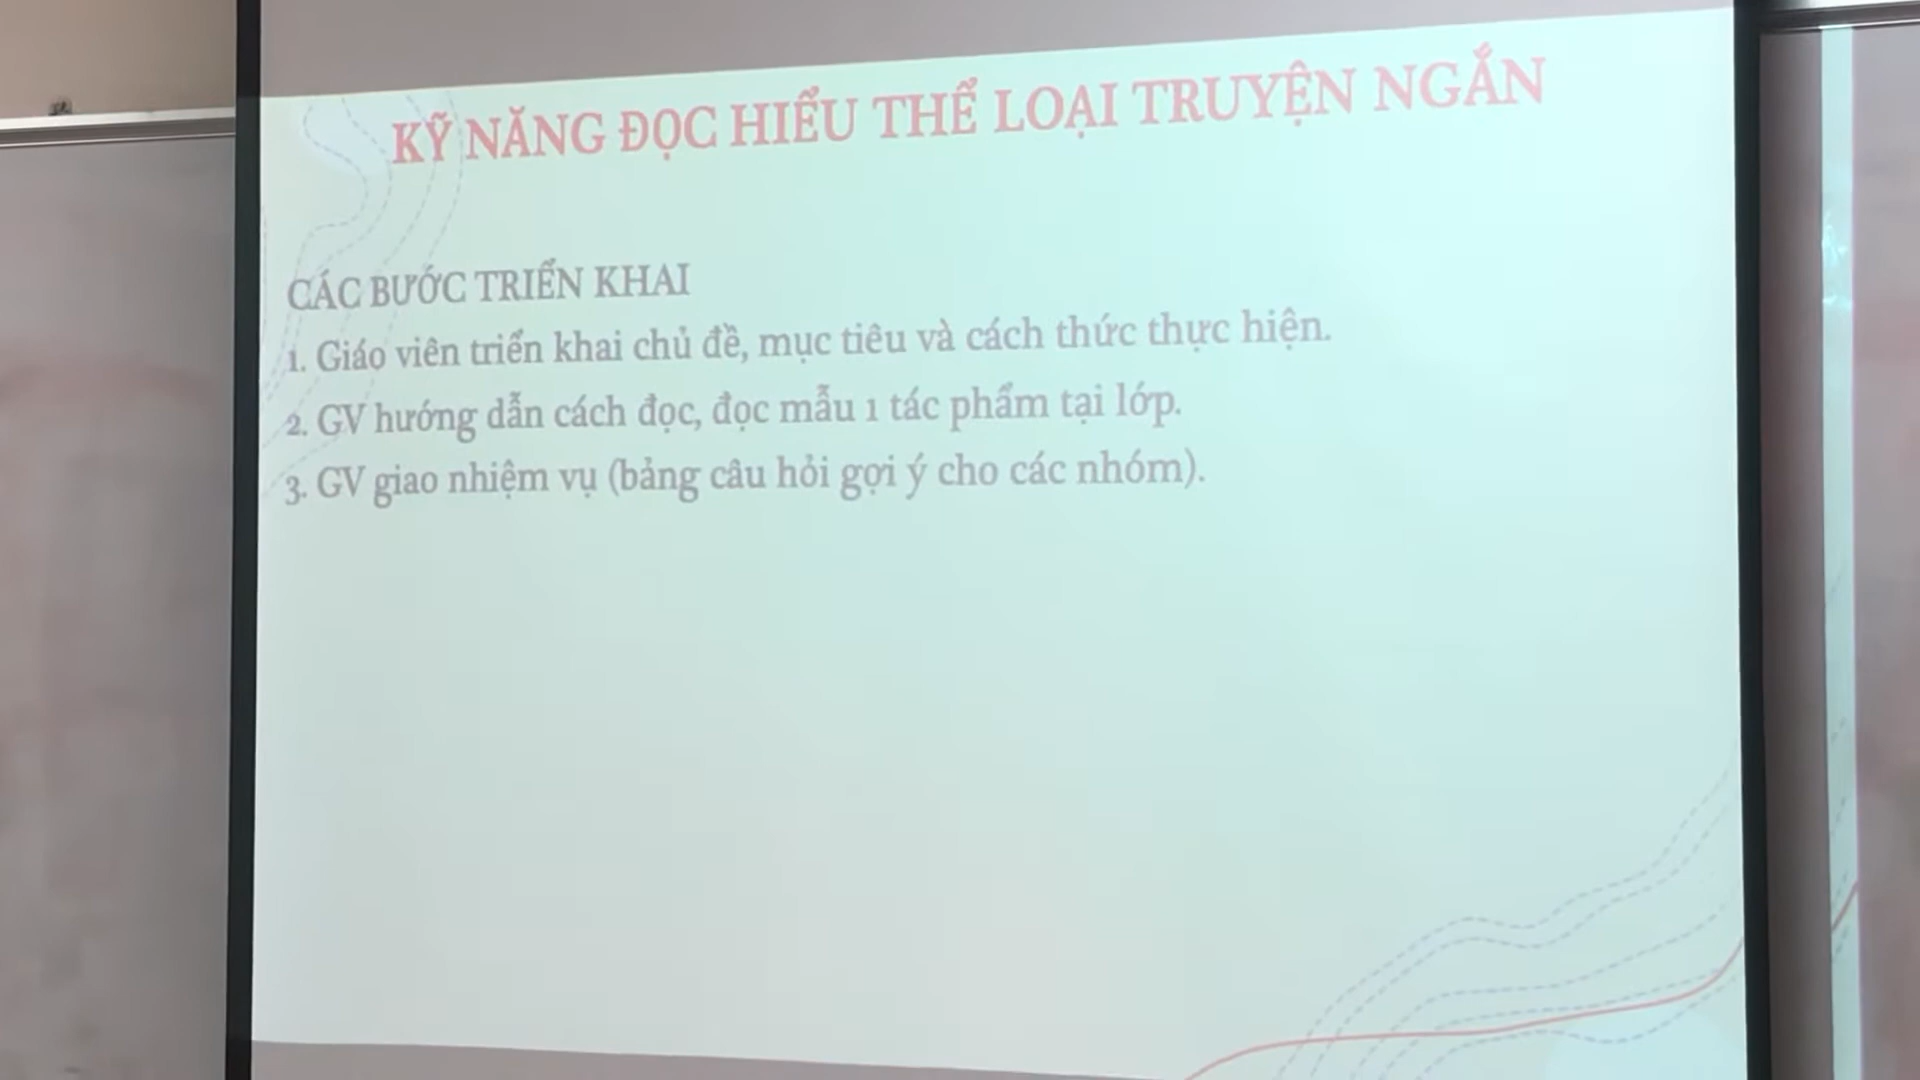 KỸ NĂNG ĐỌC HIỂU THỂ LOẠI TRUYỆN NGẮN
CÁC BƯỚC TRIỂN KHAI
1. Giáo viên triển khai chủ đề, mục tiêu và cách thức thực hiện.
2. GV hướng dẫn cách đọc, đọc mẫu 1 tác phẩm tại lớp.
3. GV giao nhiệm vụ (bảng câu hỏi gợi ý cho các nhóm).